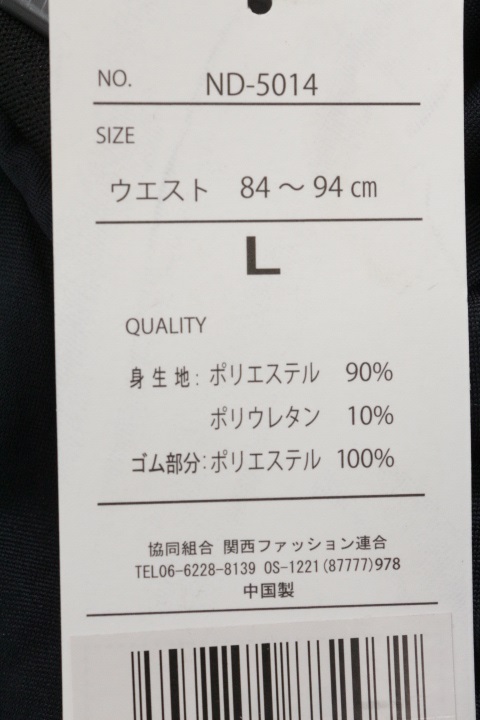 NO. ND-5014
SIZE
ウエスト 84～94 cm
L
QUALITY
身生地：ポリエステル 90%
ポリウレタン 10%
ゴム部分：ポリエステル 100%
協同組合 関西ファッション連合
TEL06-6228-8139 OS-1221(87777)978
中国製